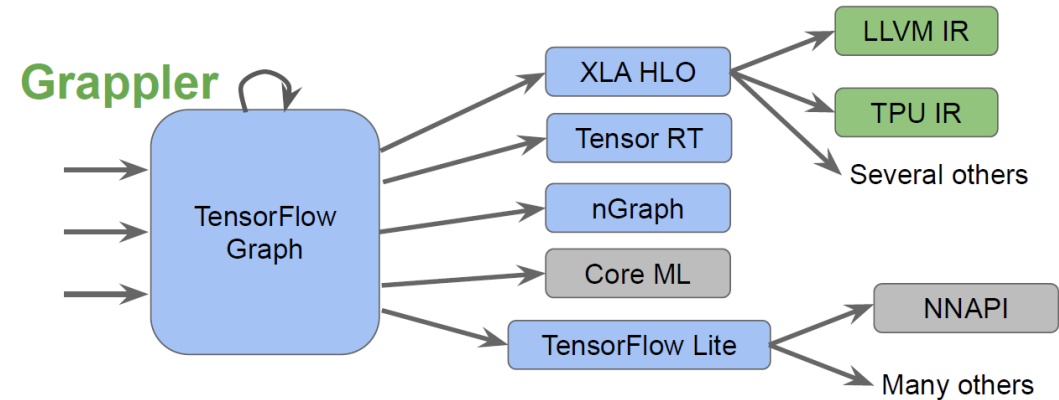 Grappler
TensorFlow
Graph
XLA HLO
Tensor RT
nGraph
Core ML
TensorFlow Lite
LLVM IR
TPU IR
Several others
NNAPI
Many others